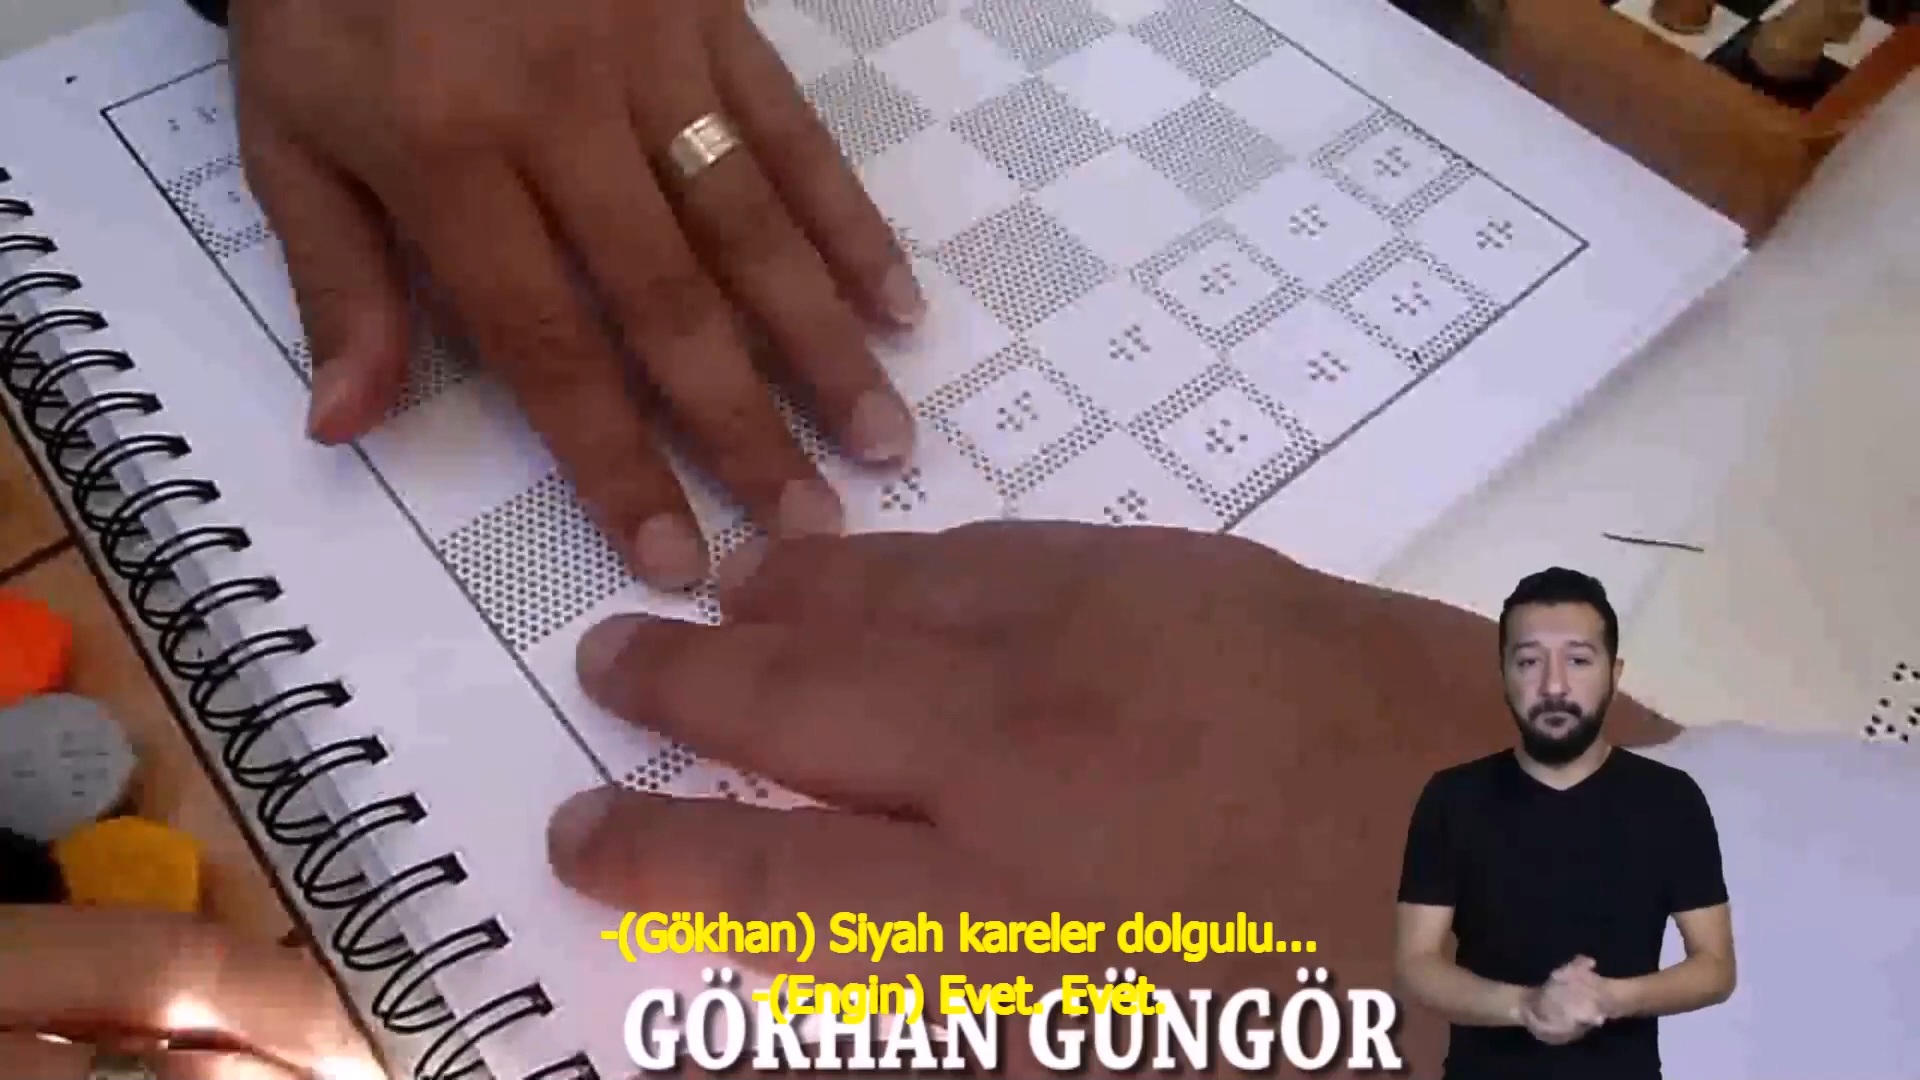 -(Gökhan) Siyah kareler dolgulu...
-(Engin) Evet. Evet.
GÖKHAN GÜNGÖR